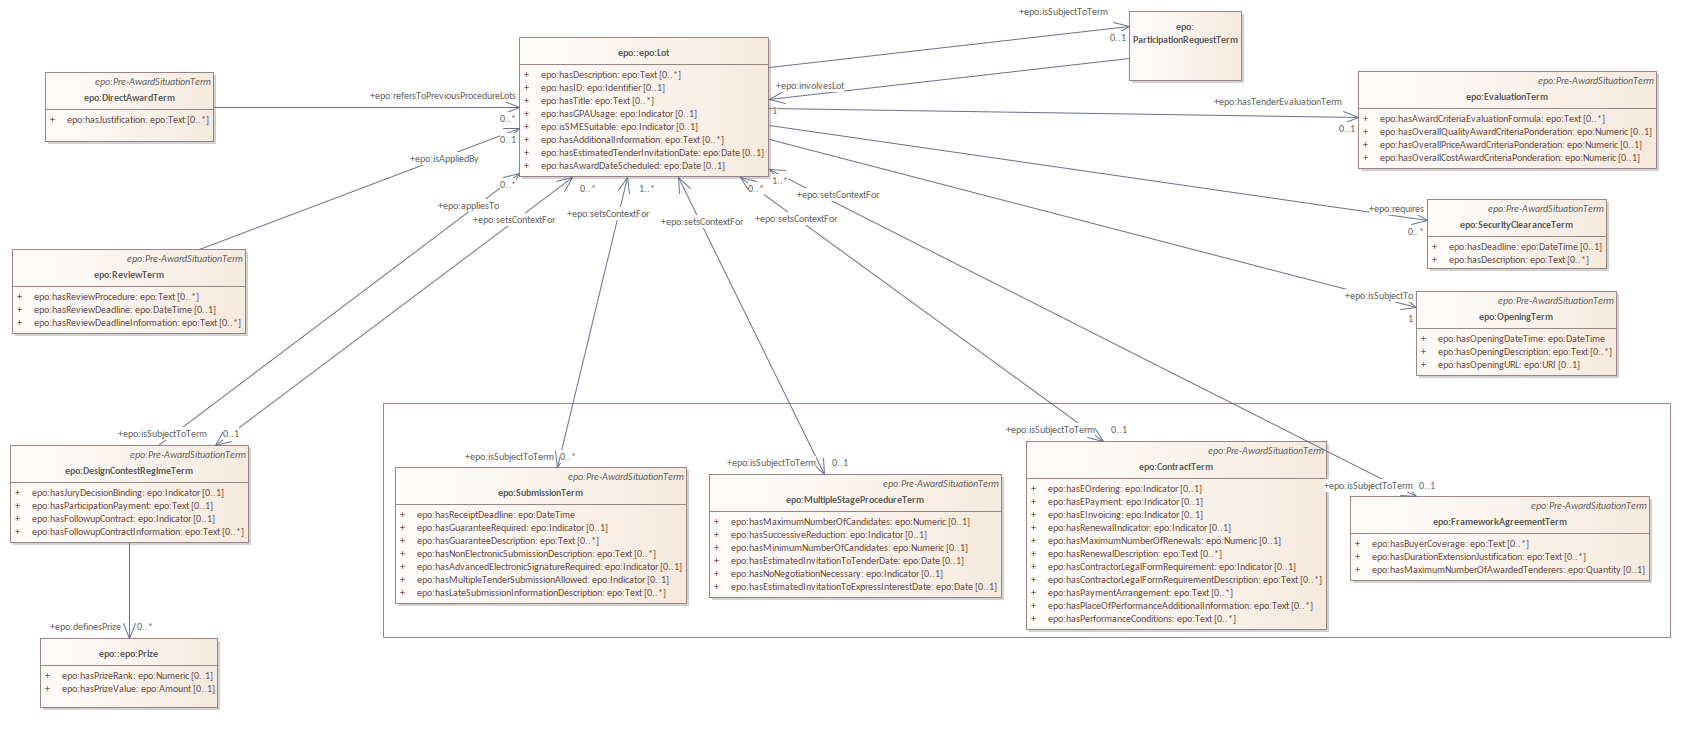 +epo:isSubjectToTerm
0..1
epo:
ParticipationRequestTerm
epo::epo:Lot
+ epo:hasDescription: epo:Text [0..*]
+ epo:hasID: epo:Identifier [0..1]
+ epo:hasTitle: epo:Text [0..*]
+ epo:hasGPAUsage: epo:Indicator [0..1]
+ epo:isSMESuitable: epo:Indicator [0..1]
+ epo:hasAdditionalInformation: epo:Text [0..*]
+ epo:hasEstimatedTenderInvitationDate: epo:Date [0..1]
+ epo:hasAwardDateScheduled: epo:Date [0..1]
epo:Pre-AwardSituationTerm
epo:DirectAwardTerm
+ epo:hasJustification: epo:Text [0..*]
+epo:refersToPreviousProcedureLots
0..*
0..1
+epo:isAppliedBy
+epo:involvesLot
1
+epo:hasTenderEvaluationTerm
0..1
epo:Pre-AwardSituationTerm
epo:EvaluationTerm
+ epo:hasAwardCriteriaEvaluationFormula: epo:Text [0..*]
+ epo:hasOverallQualityAwardCriteriaPonderation: epo:Numeric [0..1]
+ epo:hasOverallPriceAwardCriteriaPonderation: epo:Numeric [0..1]
+ epo:hasOverallCostAwardCriteriaPonderation: epo:Numeric [0..1]
0..*
+epo:appliesTo
0..*
+epo:setsContextFor
1..*
+epo:setsContextFor
+epo:setsContextFor
0..*
+epo:setsContextFor
1..*
+epo:setsContextFor
+epo:requires
0..*
epo:Pre-AwardSituationTerm
epo:SecurityClearanceTerm
+ epo:hasDeadline: epo:DateTime [0..1]
+ epo:hasDescription: epo:Text [0..*]
epo:Pre-AwardSituationTerm
epo:ReviewTerm
+ epo:hasReviewProcedure: epo:Text [0..*]
+ epo:hasReviewDeadline: epo:DateTime [0..1]
+ epo:hasReviewDeadlineInformation: epo:Text [0..*]
+epo:isSubjectTo
1
epo:Pre-AwardSituationTerm
epo:OpeningTerm
+ epo:hasOpeningDateTime: epo:DateTime
+ epo:hasOpeningDescription: epo:Text [0..*]
+ epo:hasOpeningURL: epo:URI [0..1]
+epo:isSubjectToTerm
0..1
epo:Pre-AwardSituationTerm
epo:DesignContestRegimeTerm
+ epo:hasJuryDecisionBinding: epo:Indicator [0..1]
+ epo:hasParticipationPayment: epo:Text [0..1]
+ epo:hasFollowupContract: epo:Indicator [0..1]
+ epo:hasFollowupContractInformation: epo:Text [0..*]
+epo:isSubjectToTerm
0..*
epo:Pre-AwardSituationTerm
epo:SubmissionTerm
+ epo:hasReceiptDeadline: epo:DateTime
+ epo:hasGuaranteeRequired: epo:Indicator [0..1]
+ epo:hasGuaranteeDescription: epo:Text [0..*]
+ epo:hasNonElectronicSubmissionDescription: epo:Text [0..*]
+ epo:hasAdvancedElectronicSignatureRequired: epo:Indicator [0..1]
+ epo:hasMultipleTenderSubmissionAllowed: epo:Indicator [0..1]
+ epo:hasLateSubmissionInformationDescription: epo:Text [0..*]
+epo:isSubjectToTerm
0..1
epo:Pre-AwardSituationTerm
epo:MultipleStageProcedureTerm
+ epo:hasMaximumNumberOfCandidates: epo:Numeric [0..1]
+ epo:hasSuccessiveReduction: epo:Indicator [0..1]
+ epo:hasMinimumNumberOfCandidates: epo:Numeric [0..1]
+ epo:hasEstimatedInvitationToTenderDate: epo:Date [0..1]
+ epo:hasNoNegotiationNecessary: epo:Indicator [0..1]
+ epo:hasEstimatedInvitationToExpressInterestDate: epo:Date [0..1]
+epo:isSubjectToTerm
0..1
epo:Pre-AwardSituationTerm
epo:ContractTerm
+ epo:hasEOrdering: epo:Indicator [0..1]
+ epo:hasEPayment: epo:Indicator [0..1]
+ epo:hasEInvoicing: epo:Indicator [0..1]
+ epo:hasRenewalIndicator: epo:Indicator [0..1]
+ epo:hasMaximumNumberOfRenewals: epo:Numeric [0..1]
+ epo:hasRenewalDescription: epo:Text [0..*]
+ epo:hasContractorLegalFormRequirement: epo:Indicator [0..1]
+ epo:hasContractorLegalFormRequirementDescription: epo:Text [0..*]
+ epo:hasPaymentArrangement: epo:Text [0..*]
+ epo:hasPlaceOfPerformanceAdditionalInformation: epo:Text [0..*]
+ epo:hasPerformanceConditions: epo:Text [0..*]
+epo:isSubjectToTerm
0..1
epo:Pre-AwardSituationTerm
epo:FrameworkAgreementTerm
+ epo:hasBuyerCoverage: epo:Text [0..*]
+ epo:hasDurationExtensionJustification: epo:Text [0..*]
+ epo:hasMaximumNumberOfAwardedTenderers: epo:Quantity [0..1]
+epo:definesPrize
0..*
epo::epo:Prize
+ epo:hasPrizeRank: epo:Numeric [0..1]
+ epo:hasPrizeValue: epo:Amount [0..1]